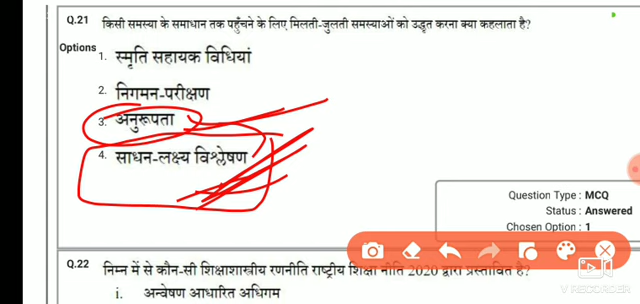 Q.21 किसी समस्या के समाधान तक पहुँचने के लिए मिलती-जुलती समस्याओं को उद्धृत करना क्या कहलाता है?
Options 1. स्मृति सहायक विधियां
2. निगमन-परीक्षण
3. अनुरूपता
4. साधन-लक्ष्य विश्लेषण
Question Type : MCQ
Status : Answered
Chosen Option : 1
Q.22 निम्न में से कौन-सी शिक्षाशास्त्रीय रणनीति राष्ट्रीय शिक्षा नीति 2020 द्वारा प्रस्तावित है?
i. अन्वेषण आधारित अधिगम
V RECORDER